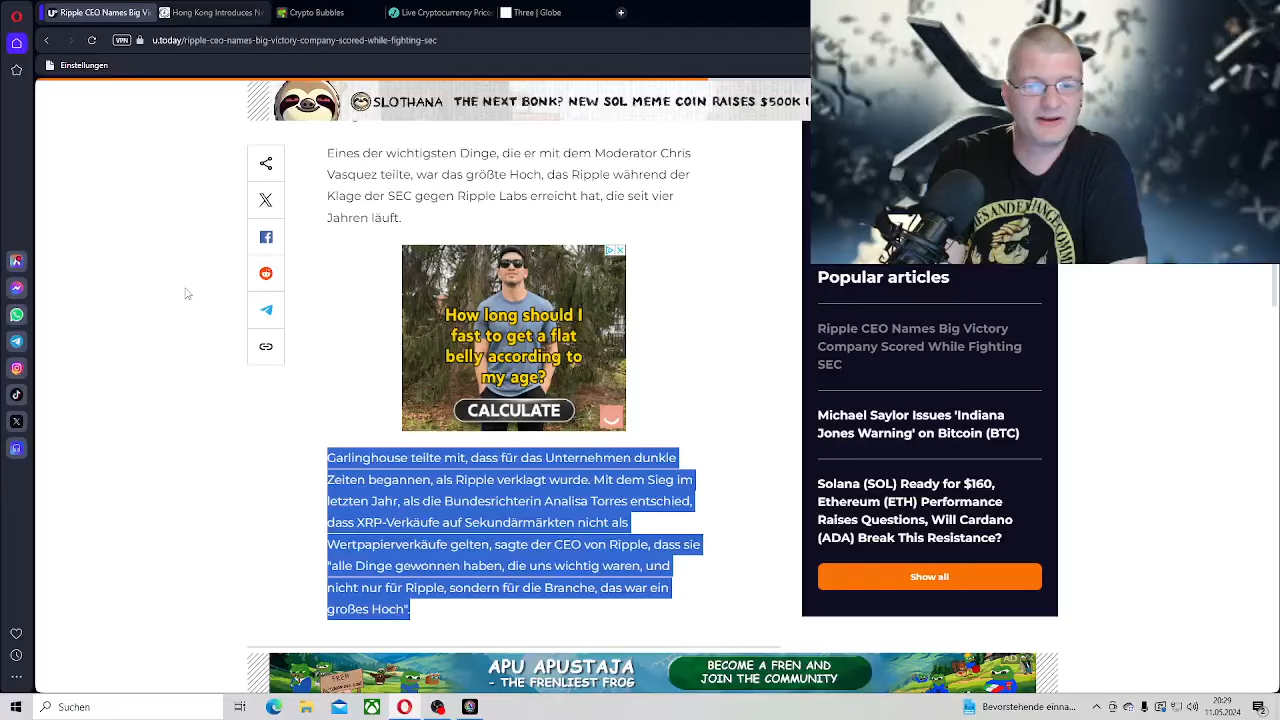 Ripple CEO Names Big Vi
Hong Kong Introduces N
Crypto Bubbles
Live Cryptocurrency Price
Three | Globe
VPN
u.today/ripple-ceo-names-big-victory-company-scored-while-fighting-sec
Einstellungen
SLOTHANA THE NEXT BONK? NEW SOL MEME COIN RAISES $500K I
Eines der wichtigsten Dinge, die er mit dem Moderator Chris
Vasquez teilte, war das größte Hoch, das Ripple während der
Klage der SEC gegen Ripple Labs erreicht hat, die seit vier
Jahren läuft.
How long should I
fast to get a flat
belly according to
my age?
CALCULATE
Garlinghouse teilte mit, dass für das Unternehmen dunkle
Zeiten begannen, als Ripple verklagt wurde. Mit dem Sieg im
letzten Jahr, als die Bundesrichterin Analisa Torres entschied,
dass XRP-Verkäufe auf Sekundärmärkten nicht als
Wertpapierverkäufe gelten, sagte der CEO von Ripple, dass sie
"alle Dinge gewonnen haben, die uns wichtig waren, und
nicht nur für Ripple, sondern für die Branche, das war ein
großes Hoch".
Popular articles
Ripple CEO Names Big Victory
Company Scored While Fighting
SEC
Michael Saylor Issues 'Indiana
Jones Warning' on Bitcoin (BTC)
Solana (SOL) Ready for $160,
Ethereum (ETH) Performance
Raises Questions, Will Cardano
(ADA) Break This Resistance?
Show all
APU APUSTAJA
- THE FRENLIEST FROG
BECOME A FREN AND
JOIN THE COMMUNITY
AD
Suchen
Bevorstehende einna...
20:29
11.05.2024